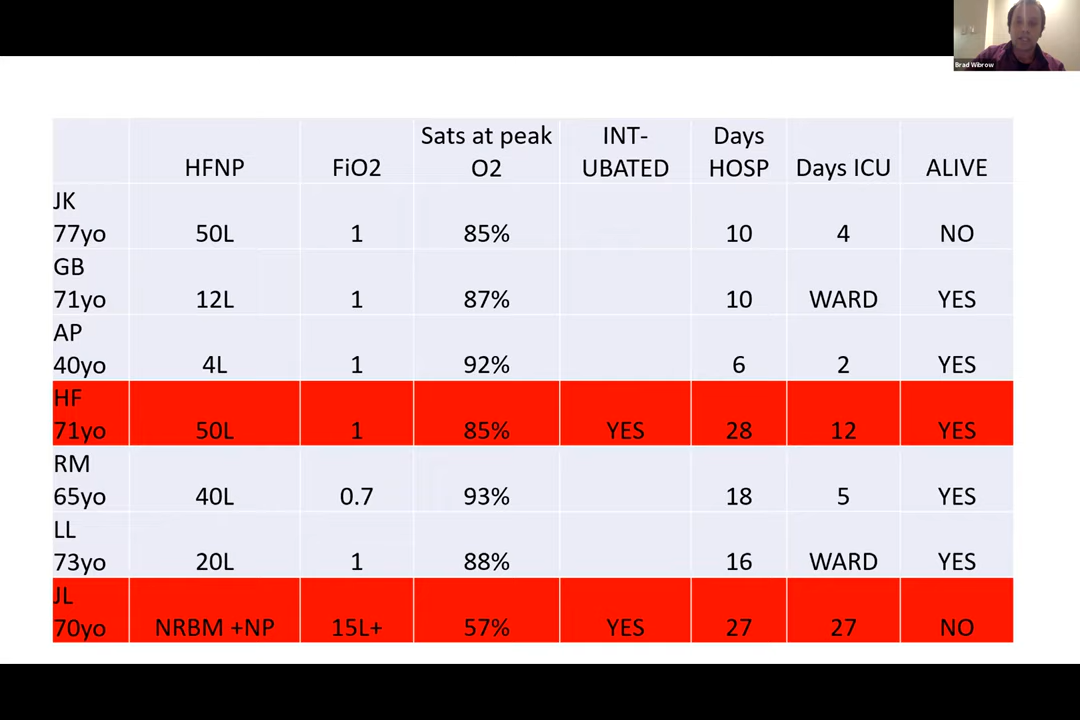 Brad Wibrow
HFNP FiO2 Sats at peak O2 INT-UBATED Days HOSP Days ICU ALIVE
JK
77yo 50L 1 85% 10 4 NO
GB
71yo 12L 1 87% 10 WARD YES
AP
40yo 4L 1 92% 6 2 YES
HF
71yo 50L 1 85% YES 28 12 YES
RM
65yo 40L 0.7 93% 18 5 YES
LL
73yo 20L 1 88% 16 WARD YES
JL
70yo NRBM +NP 15L+ 57% YES 27 27 NO